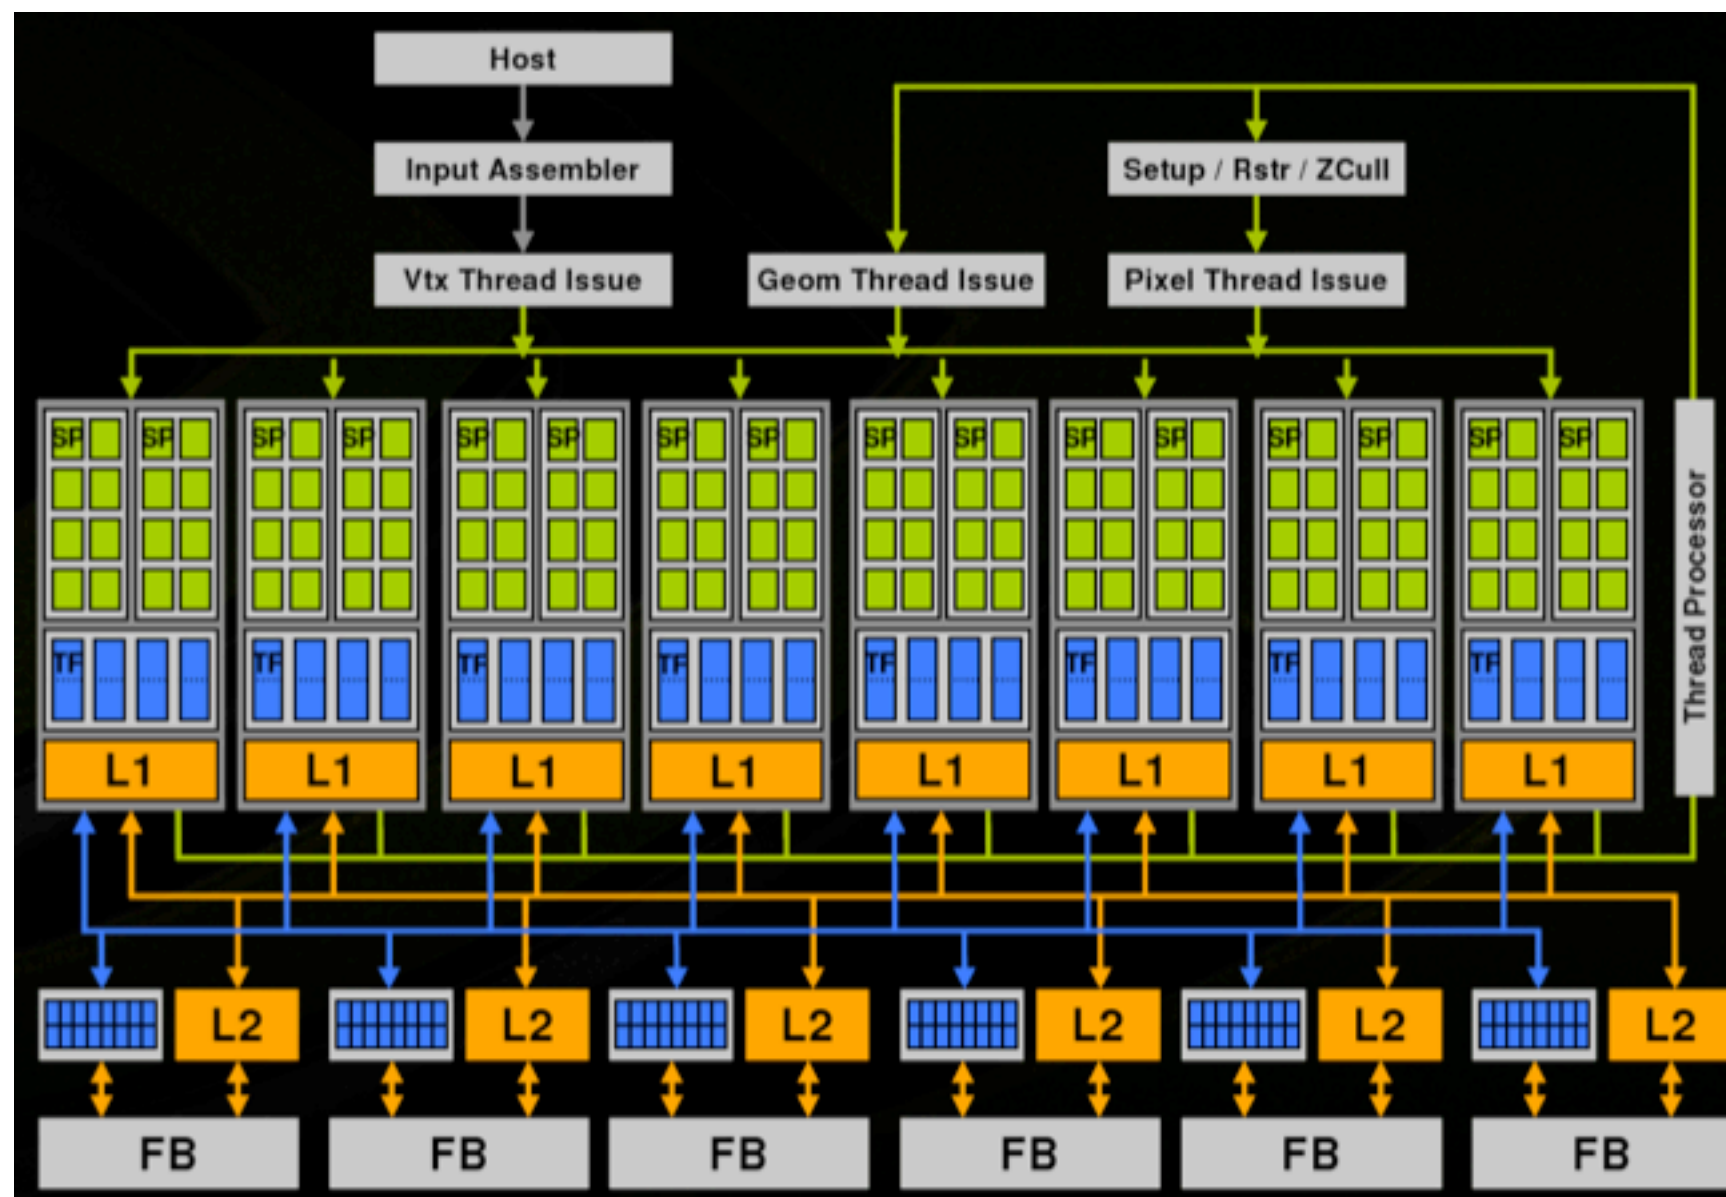 Host
Input Assembler
Setup / Rstr / ZCull
Vtx Thread Issue
Geom Thread Issue
Pixel Thread Issue
SP SP SP SP SP SP SP SP SP SP SP SP SP SP SP SP
Thread Processor
TF TF TF TF TF TF TF TF
L1 L1 L1 L1 L1 L1 L1 L1
L2 L2 L2 L2 L2 L2
FB FB FB FB FB FB